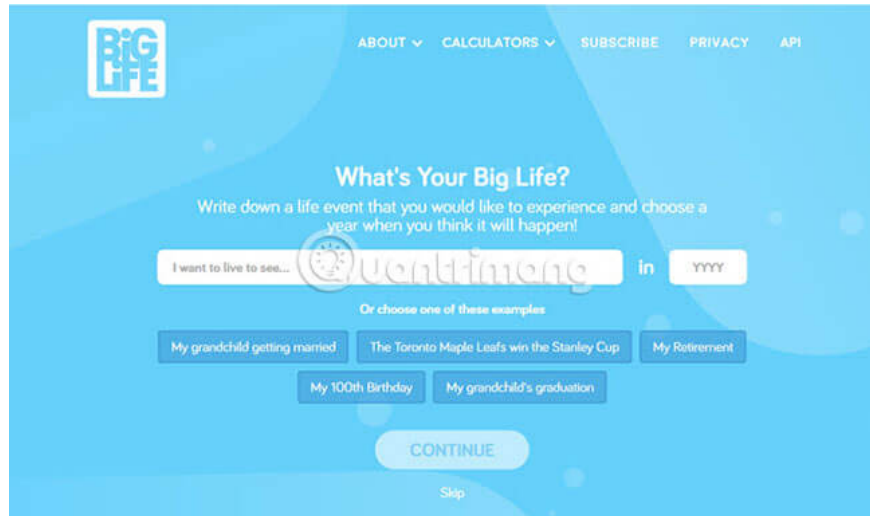 BiG
LiFE
ABOUT CALCULATORS SUBSCRIBE PRIVACY API
What's Your Big Life?
Write down a life event that you would like to experience and choose a
year when you think it will happen!
I want to live to see... in YYYY
Quantrimang
Or choose one of these examples
My grandchild getting married The Toronto Maple Leafs win the Stanley Cup My Retirement
My 100th Birthday My grandchild's graduation
CONTINUE
Skip